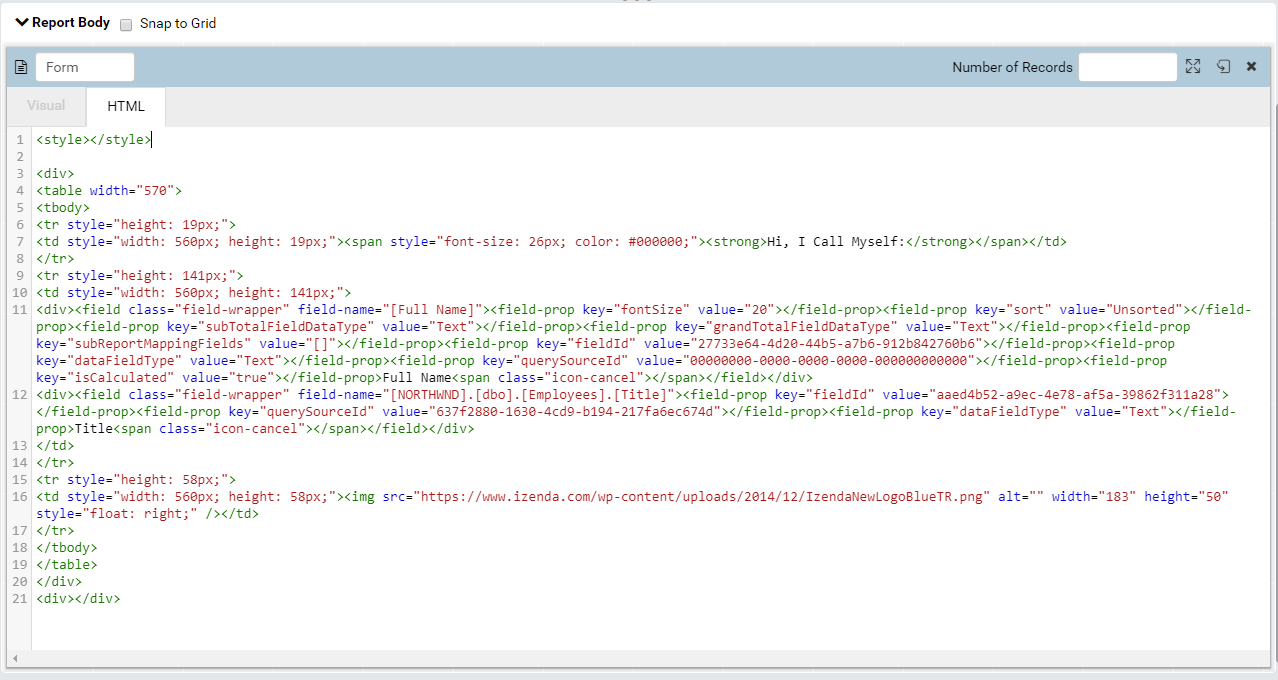 Report Body Snap to Grid
Form Number of Records
Visual HTML
1 <style></style>
2
3 <div>
4 <table width="570">
5 <tbody>
6 <tr style="height: 19px;">
7 <td style="width: 560px; height: 19px;"><span style="font-size: 26px; color: #000000;"><strong>Hi, I Call Myself:</strong></span></td>
8 </tr>
9 <tr style="height: 141px;">
10 <td style="width: 560px; height: 141px;">
11 <div><field class="field-wrapper" field-name="[Full Name]"><field-prop key="fontSize" value="20"></field-prop><field-prop key="sort" value="Unsorted"></field-
prop><field-prop key="subTotalFieldDataType" value="Text"></field-prop><field-prop key="grandTotalFieldDataType" value="Text"></field-prop><field-prop
key="subReportMappingFields" value="[]"></field-prop><field-prop key="fieldId" value="27733e64-4d20-44b5-a7b6-912b842760b6"></field-prop><field-prop
key="dataFieldType" value="Text"></field-prop><field-prop key="querySourceId" value="00000000-0000-0000-0000-000000000000"></field-prop><field-prop
key="isCalculated" value="true"></field-prop>Full Name<span class="icon-cancel"></span></field></div>
12 <div><field class="field-wrapper" field-name="[NORTHWND].[dbo].[Employees].[Title]"><field-prop key="fieldId" value="aaed4b52-a9ec-4e78-af5a-39862f311a28">
</field-prop><field-prop key="querySourceId" value="637f2880-1630-4cd9-b194-217fa6ec674d"></field-prop><field-prop key="dataFieldType" value="Text"></field-
prop>Title<span class="icon-cancel"></span></field></div>
13 </td>
14 </tr>
15 <tr style="height: 58px;">
16 <td style="width: 560px; height: 58px;"><img src="https://www.izenda.com/wp-content/uploads/2014/12/IzendaNewLogoBlueTR.png" alt="" width="183" height="50"
style="float: right;" /></td>
17 </tr>
18 </tbody>
19 </table>
20 </div>
21 <div></div>